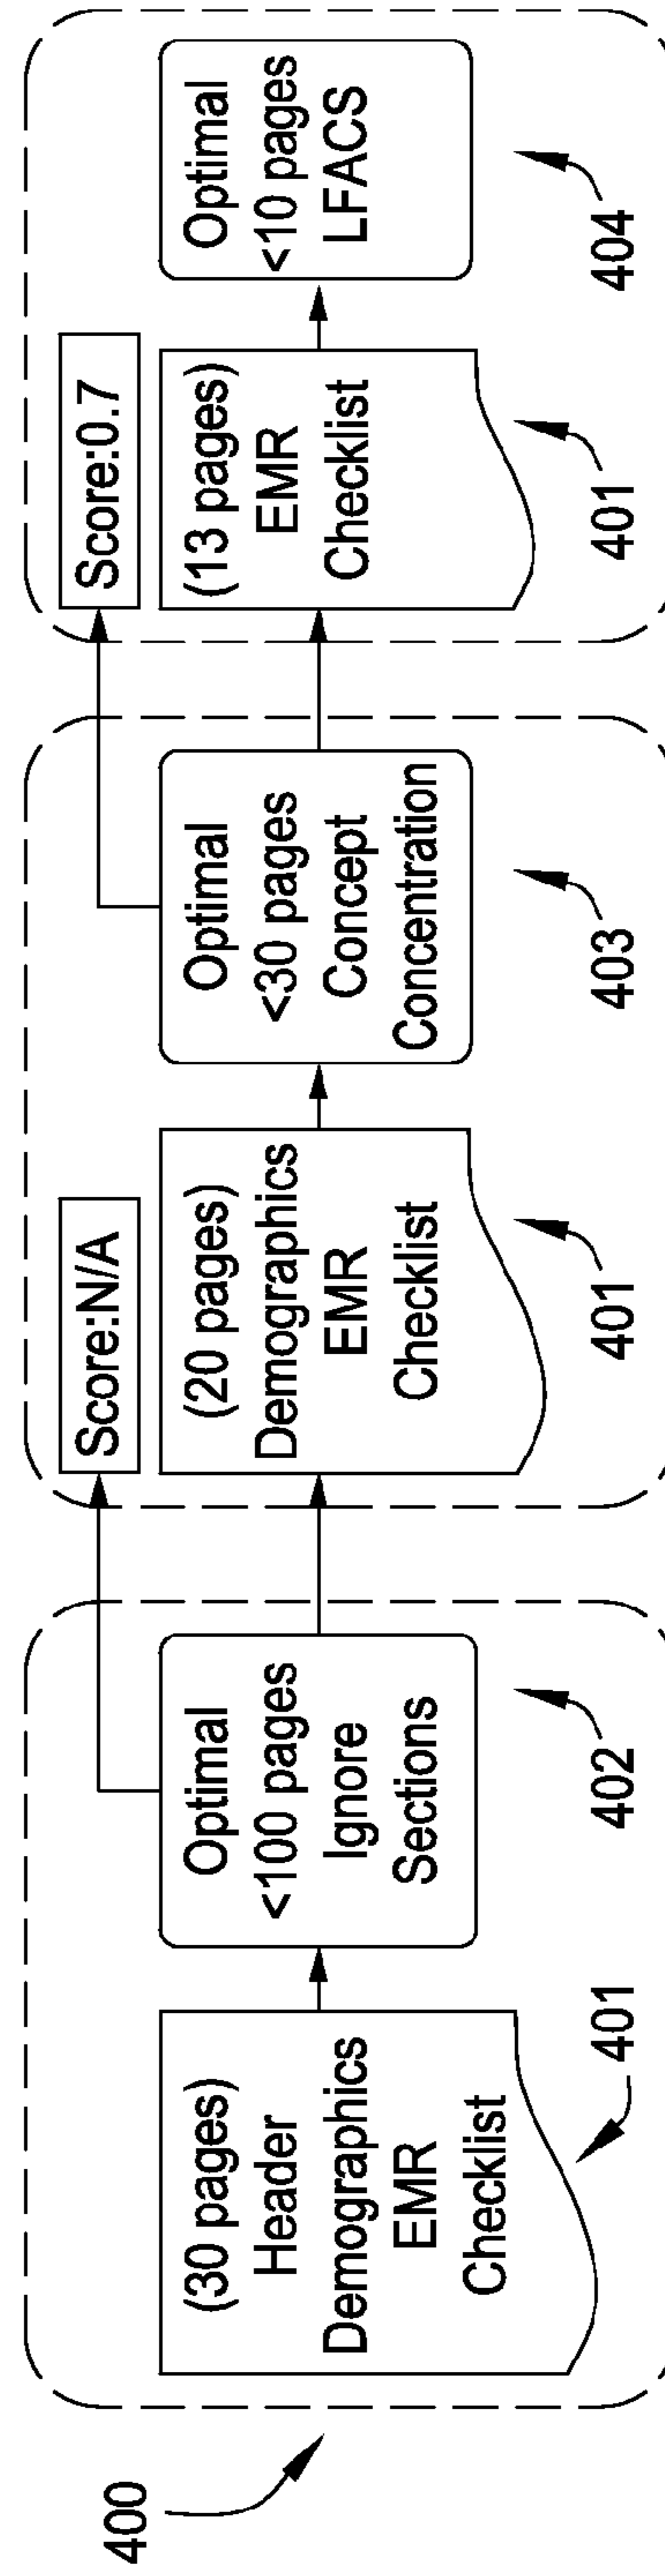 400
(30 pages)
Header
Demographics
EMR
Checklist
401
Optimal
<100 pages
Ignore
Sections
402
Score:N/A
(20 pages)
Demographics
EMR
Checklist
401
Optimal
<30 pages
Concept
Concentration
403
Score:0.7
(13 pages)
EMR
Checklist
401
Optimal
<10 pages
LFACS
404